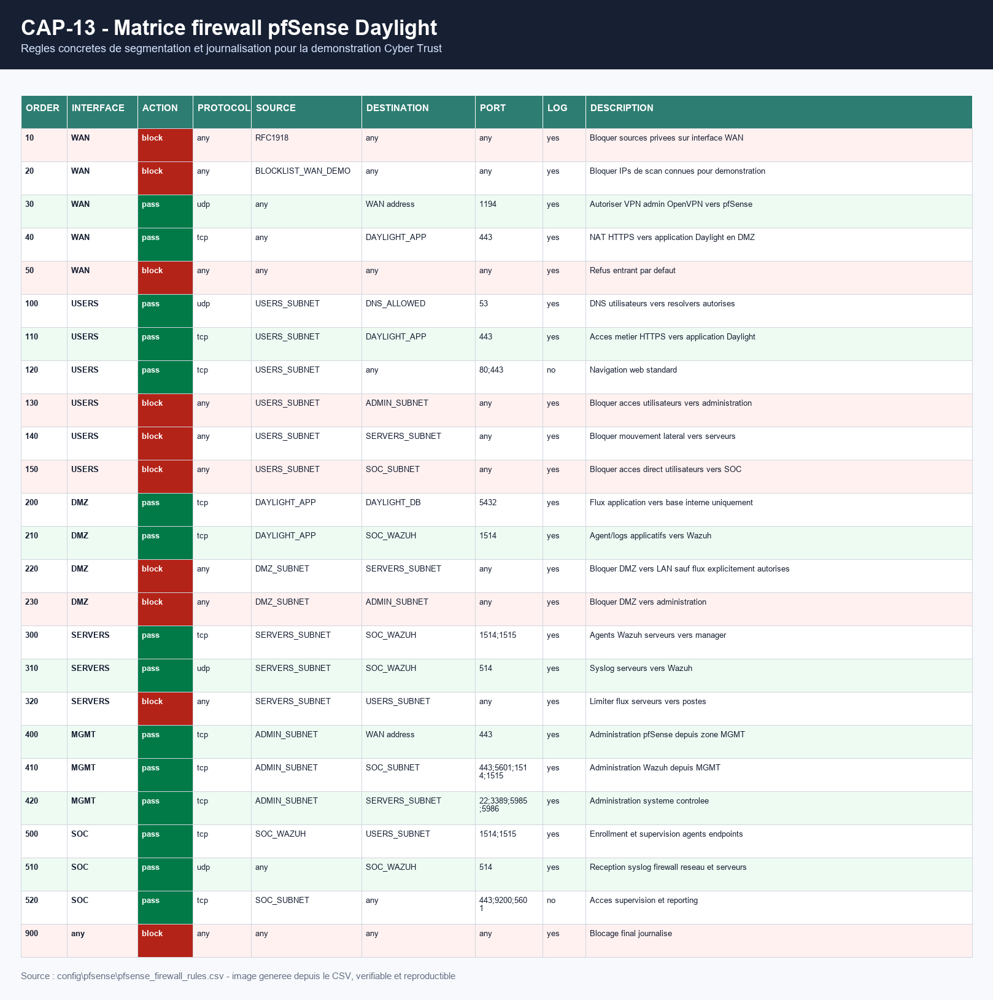 CAP-13 - Matrice firewall pfSense Daylight
Regles concretes de segmentation et journalisation pour la demonstration Cyber Trust
ORDER INTERFACE ACTION PROTOCOL SOURCE DESTINATION PORT LOG DESCRIPTION
10 WAN block any RFC1918 any any yes Bloquer sources privees sur interface WAN
20 WAN block any BLOCKLIST_WAN_DEMO any any yes Bloquer IPs de scan connues pour demonstration
30 WAN pass udp any WAN address 1194 yes Autoriser VPN admin OpenVPN vers pfSense
40 WAN pass tcp any DAYLIGHT_APP 443 yes NAT HTTPS vers application Daylight en DMZ
50 WAN block any any any any yes Refus entrant par defaut
100 USERS pass udp USERS_SUBNET DNS_ALLOWED 53 yes DNS utilisateurs vers resolvers autorises
110 USERS pass tcp USERS_SUBNET DAYLIGHT_APP 443 yes Acces metier HTTPS vers application Daylight
120 USERS pass tcp USERS_SUBNET any 80;443 no Navigation web standard
130 USERS block any USERS_SUBNET ADMIN_SUBNET any yes Bloquer acces utilisateurs vers administration
140 USERS block any USERS_SUBNET SERVERS_SUBNET any yes Bloquer mouvement lateral vers serveurs
150 USERS block any USERS_SUBNET SOC_SUBNET any yes Bloquer acces direct utilisateurs vers SOC
200 DMZ pass tcp DAYLIGHT_APP DAYLIGHT_DB 5432 yes Flux application vers base interne uniquement
210 DMZ pass tcp DAYLIGHT_APP SOC_WAZUH 1514 yes Agent/logs applicatifs vers Wazuh
220 DMZ block any DMZ_SUBNET SERVERS_SUBNET any yes Bloquer DMZ vers LAN sauf flux explicitement autorises
230 DMZ block any DMZ_SUBNET ADMIN_SUBNET any yes Bloquer DMZ vers administration
300 SERVERS pass tcp SERVERS_SUBNET SOC_WAZUH 1514;1515 yes Agents Wazuh serveurs vers manager
310 SERVERS pass udp SERVERS_SUBNET SOC_WAZUH 514 yes Syslog serveurs vers Wazuh
320 SERVERS block any SERVERS_SUBNET USERS_SUBNET any yes Limiter flux serveurs vers postes
400 MGMT pass tcp ADMIN_SUBNET WAN address 443 yes Administration pfSense depuis zone MGMT
410 MGMT pass tcp ADMIN_SUBNET SOC_SUBNET 443;5601;151 yes Administration Wazuh depuis MGMT
4;1515
420 MGMT pass tcp ADMIN_SUBNET SERVERS_SUBNET 22;3389;5985 yes Administration systeme controlee
;5986
500 SOC pass tcp SOC_WAZUH USERS_SUBNET 1514;1515 yes Enrollment et supervision agents endpoints
510 SOC pass udp any SOC_WAZUH 514 yes Reception syslog firewall reseau et serveurs
520 SOC pass tcp SOC_SUBNET any 443;9200;560 no Acces supervision et reporting
1
900 any block any any any any yes Blocage final journalise
Source : config\pfsense\pfsense_firewall_rules.csv - image generee depuis le CSV, verifiable et reproductible